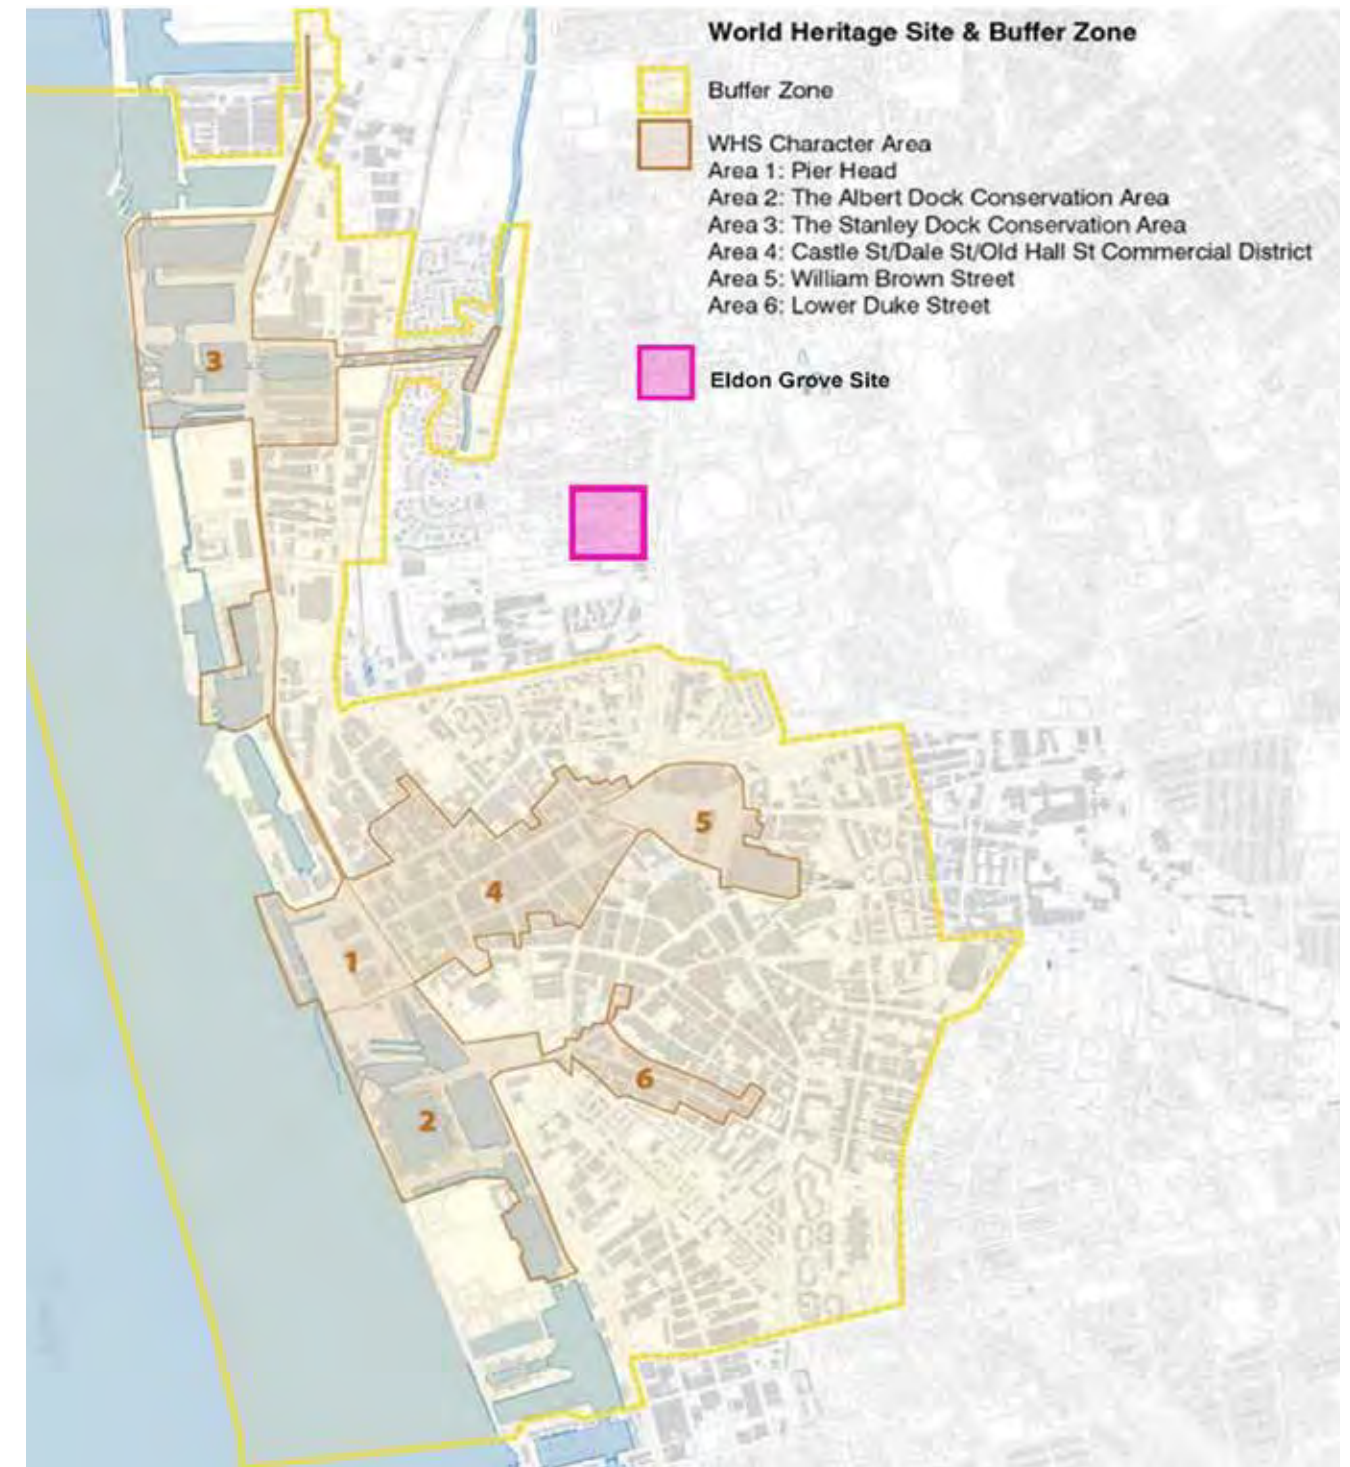 World Heritage Site & Buffer Zone
Buffer Zone
WHS Character Area
Area 1: Pier Head
Area 2: The Albert Dock Conservation Area
Area 3: The Stanley Dock Conservation Area
Area 4: Castle St/Dale St/Old Hall St Commercial District
Area 5: William Brown Street
Area 6: Lower Duke Street
Eldon Grove Site
3
5
4
1
6
2